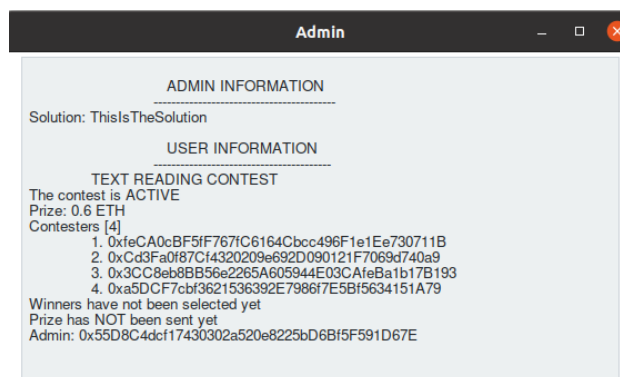 Admin
ADMIN INFORMATION
-----------------------------------------
Solution: ThisIsTheSolution
USER INFORMATION
----------------------------------------
TEXT READING CONTEST
The contest is ACTIVE
Prize: 0.6 ETH
Contesters [4]
1. 0xfeCA0cBF5fF767fC6164Cbcc496F1e1Ee730711B
2. 0xCd3Fa0f87Cf4320209e692D090121F7069d740a9
3. 0x3CC8eb8BB56e2265A605944E03CAfeBa1b17B193
4. 0xa5DCF7cbf3621536392E7986f7E5Bf5634151A79
Winners have not been selected yet
Prize has NOT been sent yet
Admin: 0x55D8C4dcf17430302a520e8225bD6Bf5F591D67E